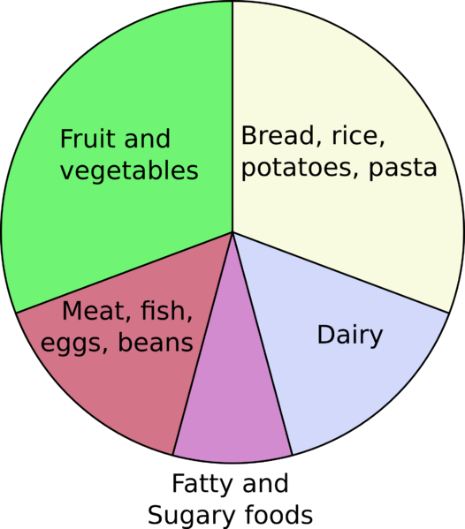 Fruit and
vegetables
Bread, rice,
potatoes, pasta
Meat, fish,
eggs, beans
Dairy
Fatty and
Sugary foods